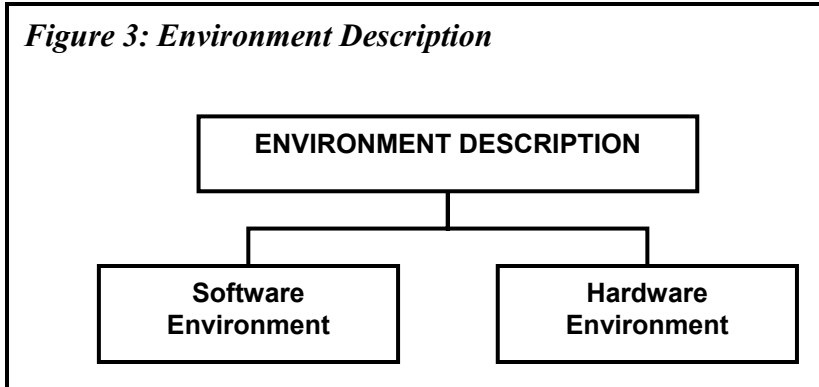 Figure 3: Environment Description
ENVIRONMENT DESCRIPTION
Software
Environment
Hardware
Environment